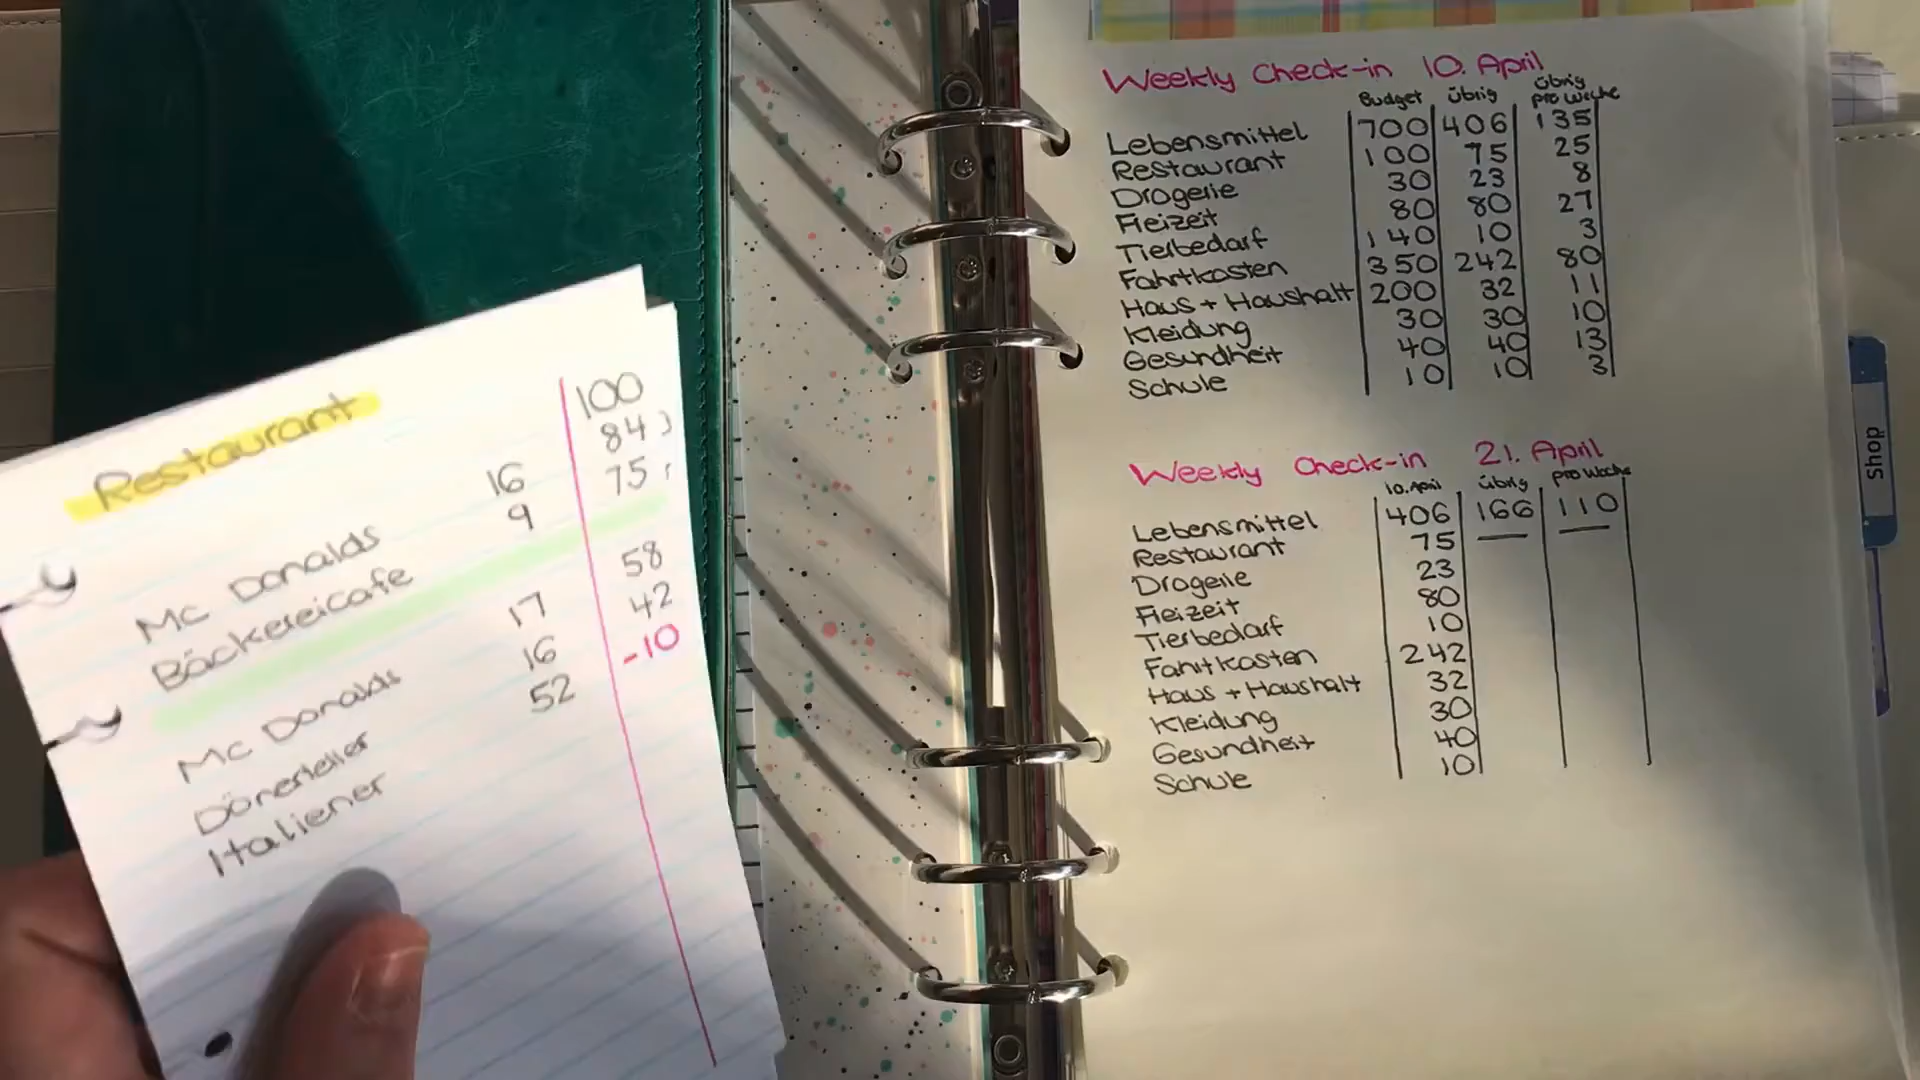 Restaurant 100
84
Mc Donalds 16 75
Bäckereicafe 9
58
Mc Donalds 17 42
Dönerteller 16 -10
Italiener 52
Weekly Check-in 10. April
Budget übrig übrig pro Woche
Lebensmittel 700 406 135
Restaurant 100 75 25
Drogerie 30 23 8
Freizeit 80 80 27
Tierbedarf 140 10 3
Fahrtkosten 350 242 80
Haus + Haushalt 200 32 11
Kleidung 30 30 10
Gesundheit 40 40 13
Schule 10 10 3
Weekly Check-in 21. April
10. April übrig pro Woche
Lebensmittel 406 166 110
Restaurant 75 — —
Drogerie 23
Freizeit 80
Tierbedarf 10
Fahrtkosten 242
Haus + Haushalt 32
Kleidung 30
Gesundheit 40
Schule 10
Shop